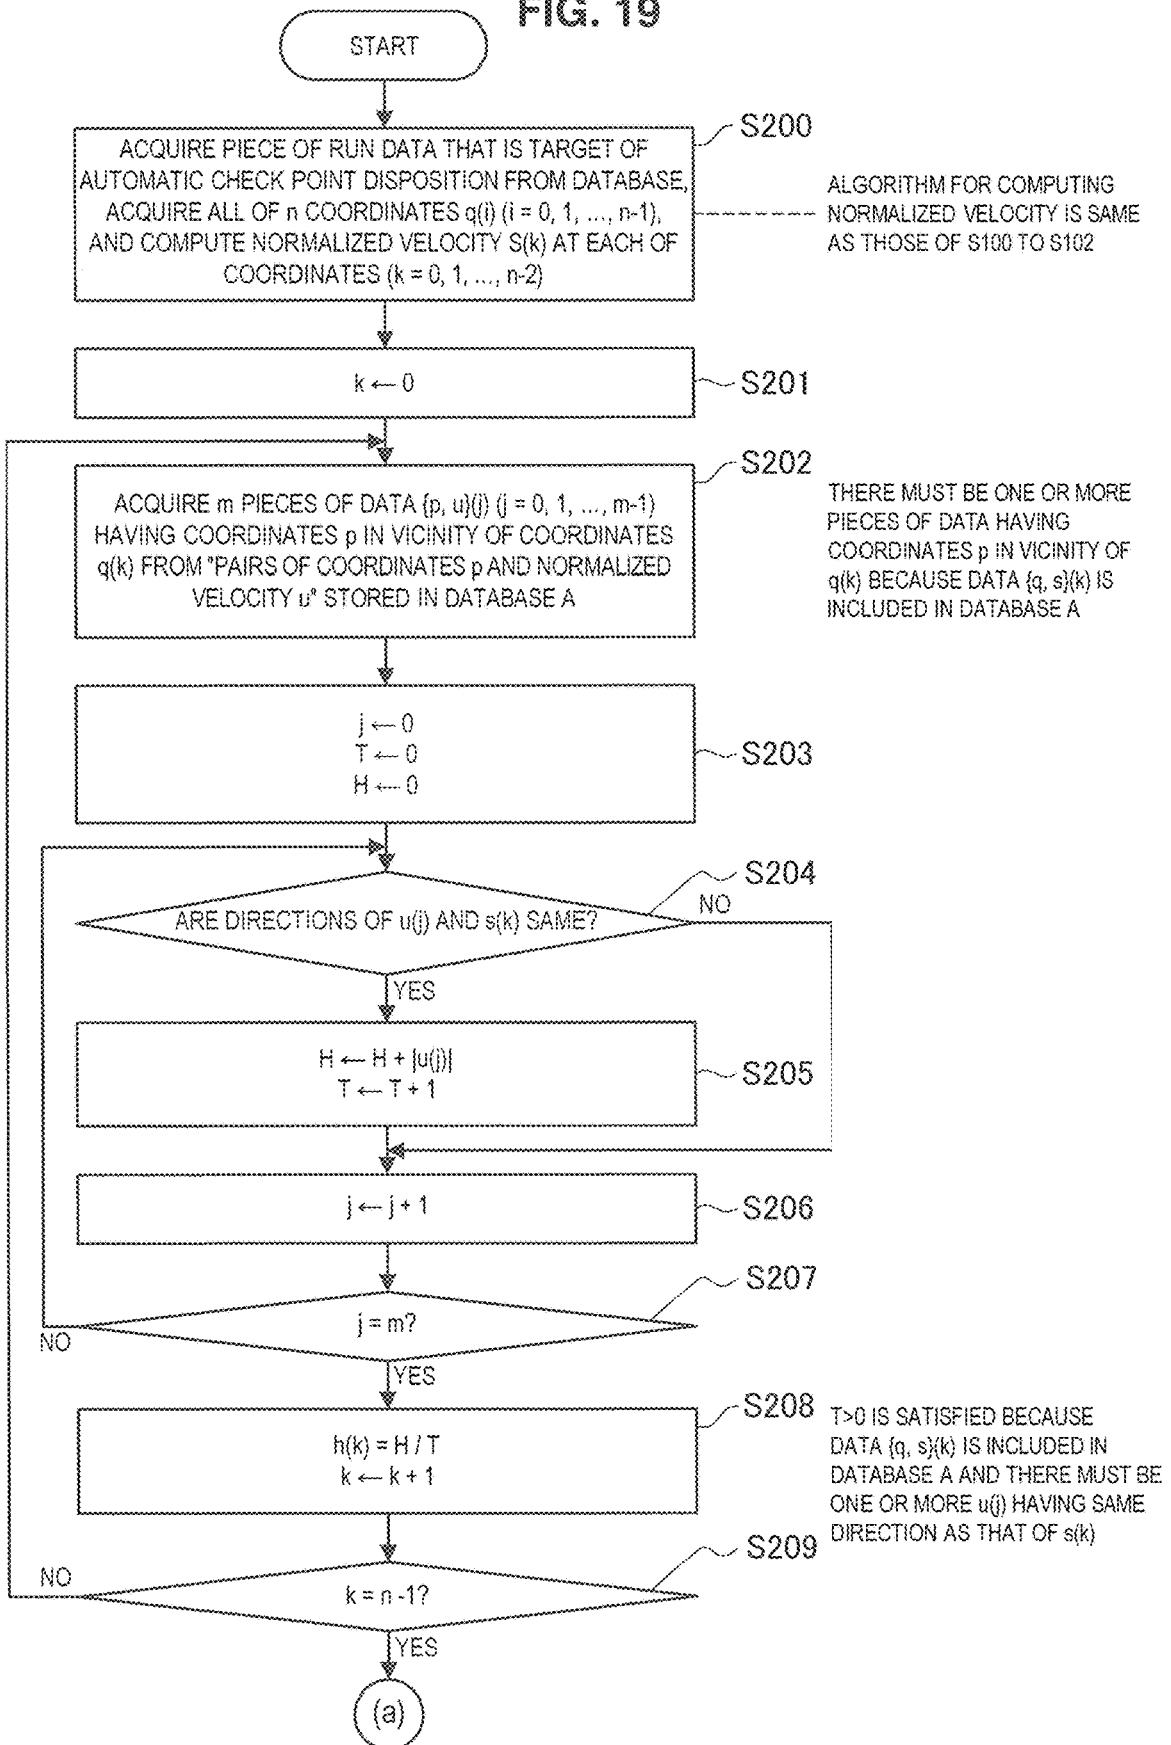 FIG. 19
START
S200
ACQUIRE PIECE OF RUN DATA THAT IS TARGET OF
AUTOMATIC CHECK POINT DISPOSITION FROM DATABASE,
ACQUIRE ALL OF n COORDINATES q(i) (i = 0, 1, ..., n-1),
AND COMPUTE NORMALIZED VELOCITY S(k) AT EACH OF
COORDINATES (k = 0, 1, ..., n-2)
ALGORITHM FOR COMPUTING
NORMALIZED VELOCITY IS SAME
AS THOSE OF S100 TO S102
k ← 0
S201
S202
ACQUIRE m PIECES OF DATA {p, u}(j) (j = 0, 1, ..., m-1)
HAVING COORDINATES p IN VICINITY OF COORDINATES
q(k) FROM "PAIRS OF COORDINATES p AND NORMALIZED
VELOCITY u" STORED IN DATABASE A
THERE MUST BE ONE OR MORE
PIECES OF DATA HAVING
COORDINATES p IN VICINITY OF
q(k) BECAUSE DATA {q, s}(k) IS
INCLUDED IN DATABASE A
j ← 0
T ← 0
H ← 0
S203
S204
ARE DIRECTIONS OF u(j) AND s(k) SAME?
NO
YES
H ← H + |u(j)|
T ← T + 1
S205
j ← j + 1
S206
S207
j = m?
NO
YES
S208
h(k) = H / T
k ← k + 1
T>0 IS SATISFIED BECAUSE
DATA {q, s}(k) IS INCLUDED IN
DATABASE A AND THERE MUST BE
ONE OR MORE u(j) HAVING SAME
DIRECTION AS THAT OF s(k)
S209
NO
k = n -1?
YES
(a)